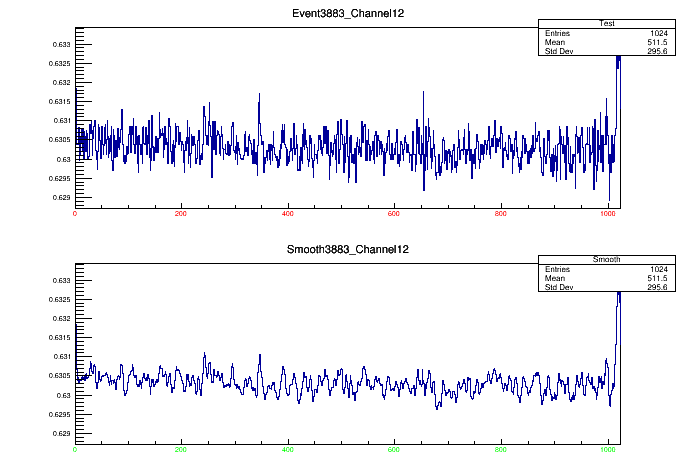 Event3883_Channel12
Test
Entries 1024
Mean 511.5
Std Dev 295.6
0.633
0.6325
0.632
0.6315
0.631
0.6305
0.63
0.6295
0.629
0 200 400 600 800 1000
Smooth3883_Channel12
Smooth
Entries 1024
Mean 511.5
Std Dev 295.6
0.633
0.6325
0.632
0.6315
0.631
0.6305
0.63
0.6295
0.629
0 200 400 600 800 1000